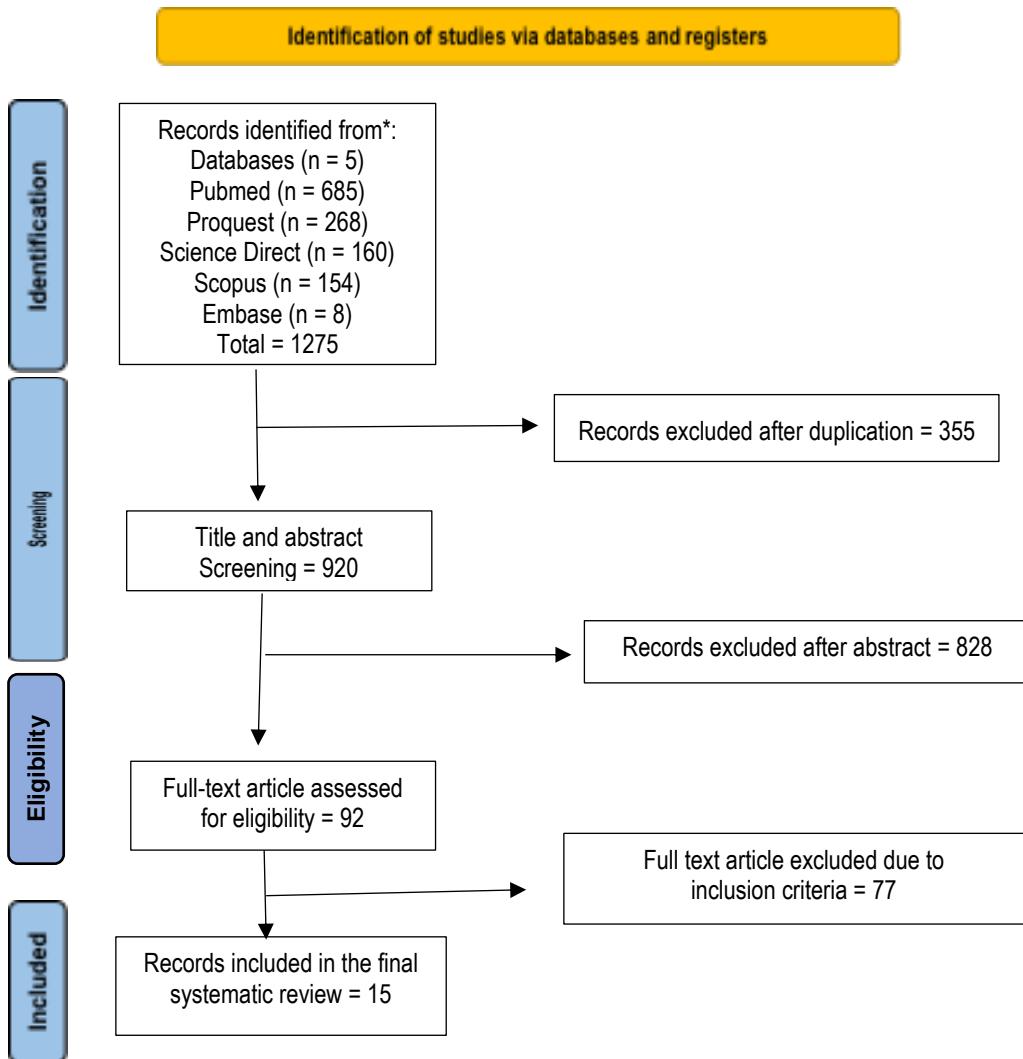 Identification of studies via databases and registers
Identification
Records identified from*:
Databases (n = 5)
Pubmed (n = 685)
Proquest (n = 268)
Science Direct (n = 160)
Scopus (n = 154)
Embase (n = 8)
Total = 1275
Screening
Records excluded after duplication = 355
Title and abstract
Screening = 920
Records excluded after abstract = 828
Eligibility
Full-text article assessed
for eligibility = 92
Full text article excluded due to
inclusion criteria = 77
Included
Records included in the final
systematic review = 15